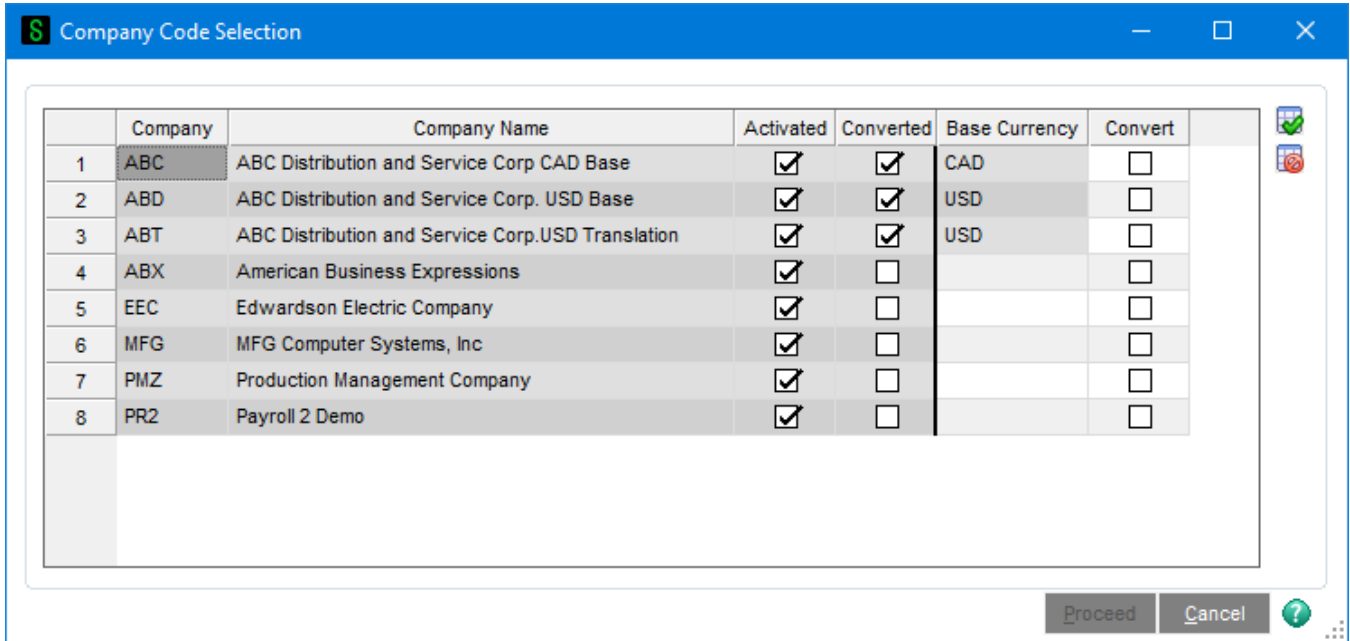 S Company Code Selection
Company Company Name Activated Converted Base Currency Convert
1 ABC ABC Distribution and Service Corp CAD Base CAD
2 ABD ABC Distribution and Service Corp. USD Base USD
3 ABT ABC Distribution and Service Corp.USD Translation USD
4 ABX American Business Expressions
5 EEC Edwardson Electric Company
6 MFG MFG Computer Systems, Inc
7 PMZ Production Management Company
8 PR2 Payroll 2 Demo
Proceed Cancel ?